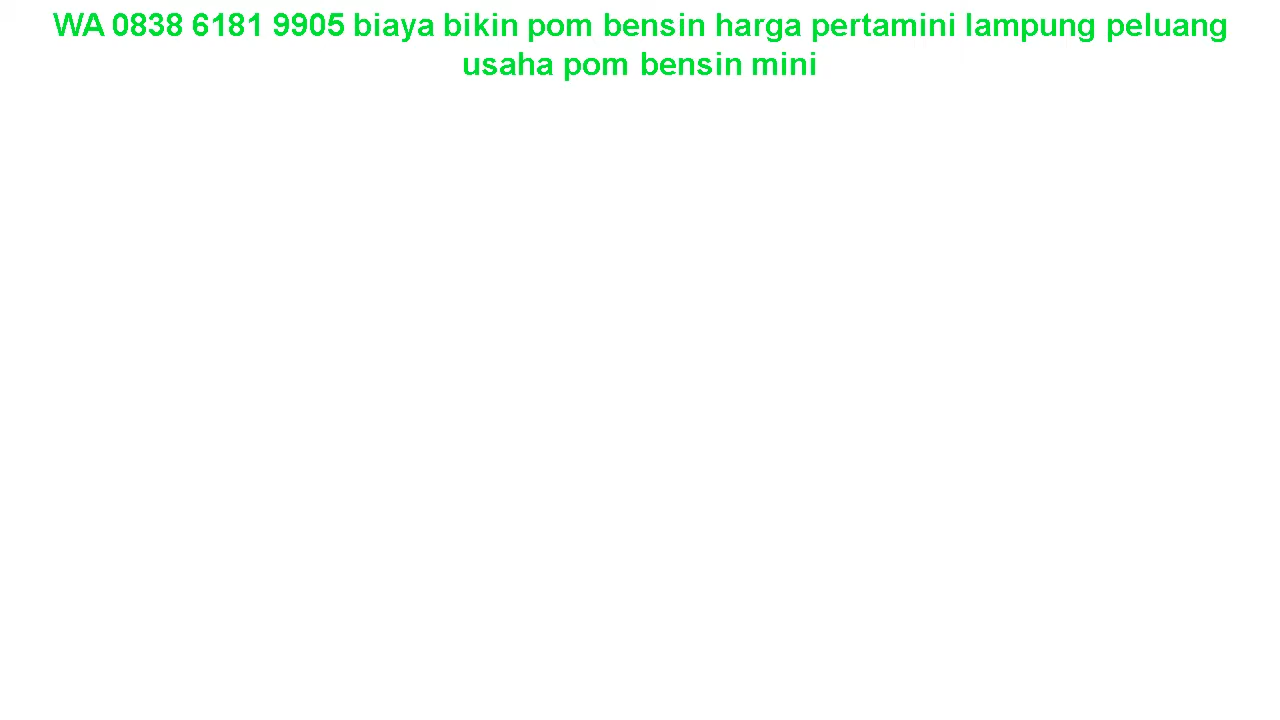 WA 0838 6181 9905 biaya bikin pom bensin harga pertamini lampung peluang
usaha pom bensin mini